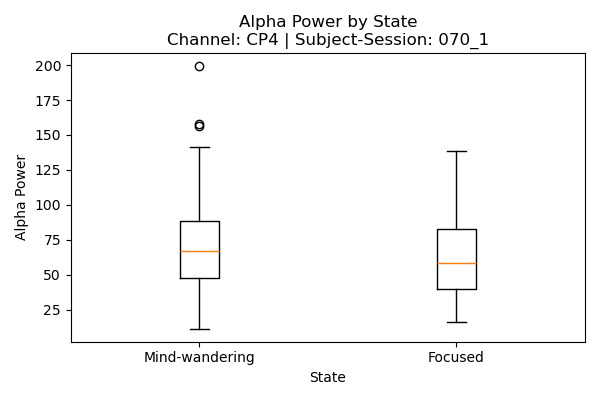 Alpha Power by State
Channel: CP4 | Subject-Session: 070_1
Alpha Power
200
175
150
125
100
75
50
25
Mind-wandering
Focused
State